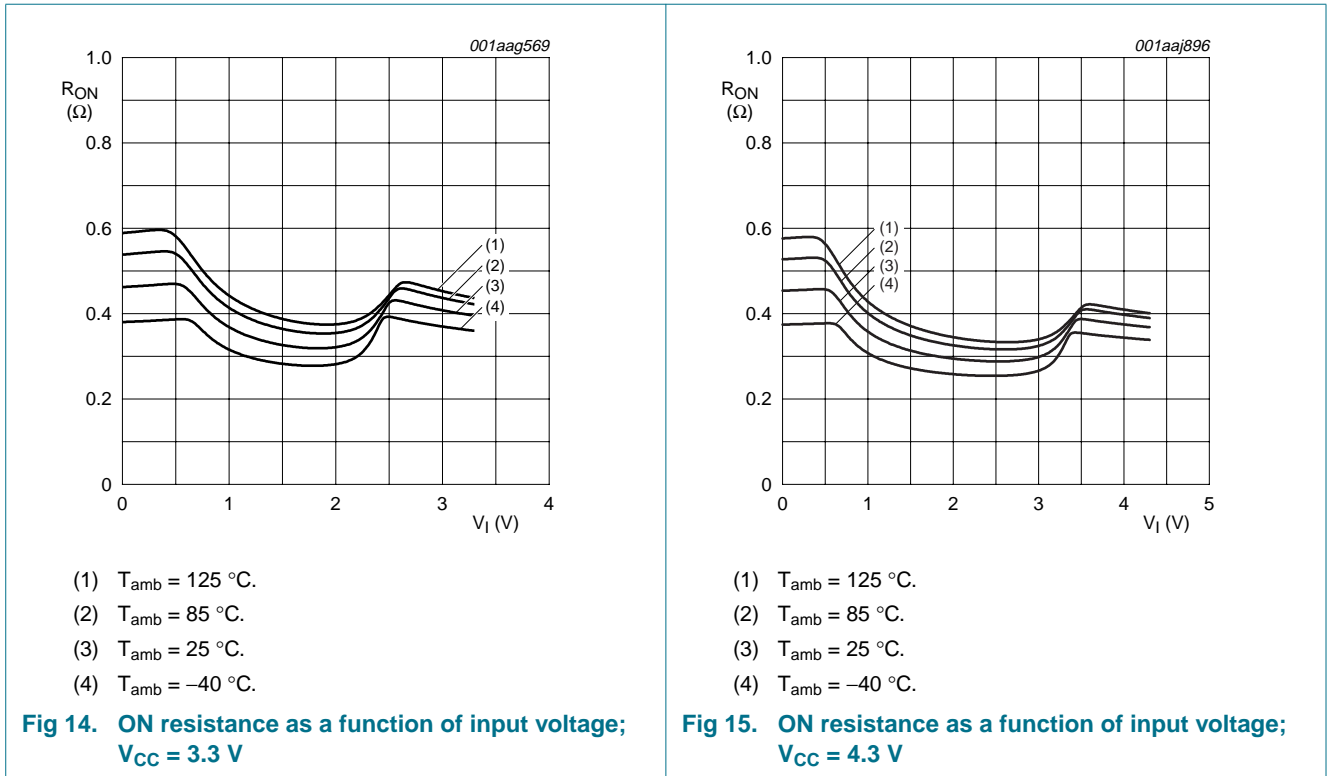 001aag569
1.0
R_ON
(Ω)
0.8
0.6
0.4
0.2
0
0 1 2 3 4
V_I (V)
(1)
(2)
(3)
(4)
(1) T_amb = 125 °C.
(2) T_amb = 85 °C.
(3) T_amb = 25 °C.
(4) T_amb = −40 °C.
Fig 14. ON resistance as a function of input voltage;
V_CC = 3.3 V
001aaj896
1.0
R_ON
(Ω)
0.8
0.6
0.4
0.2
0
0 1 2 3 4 5
V_I (V)
(1)
(2)
(3)
(4)
(1) T_amb = 125 °C.
(2) T_amb = 85 °C.
(3) T_amb = 25 °C.
(4) T_amb = −40 °C.
Fig 15. ON resistance as a function of input voltage;
V_CC = 4.3 V